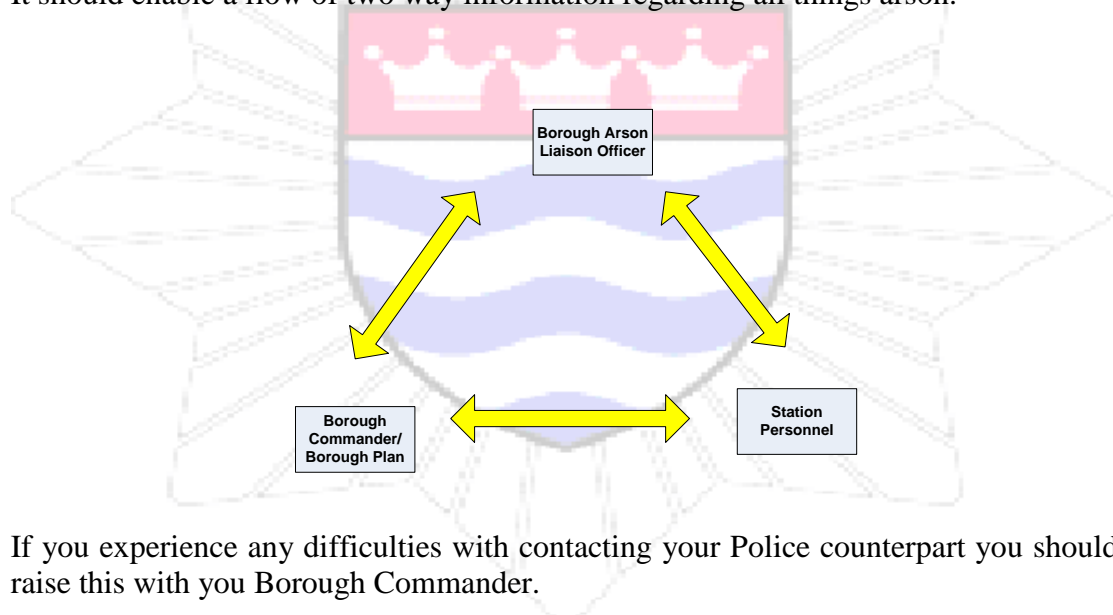 It should enable a flow of two way information regarding all things arson.
Borough Arson
Liaison Officer
Borough
Commander/
Borough Plan
Station
Personnel
If you experience any difficulties with contacting your Police counterpart you should
raise this with you Borough Commander.